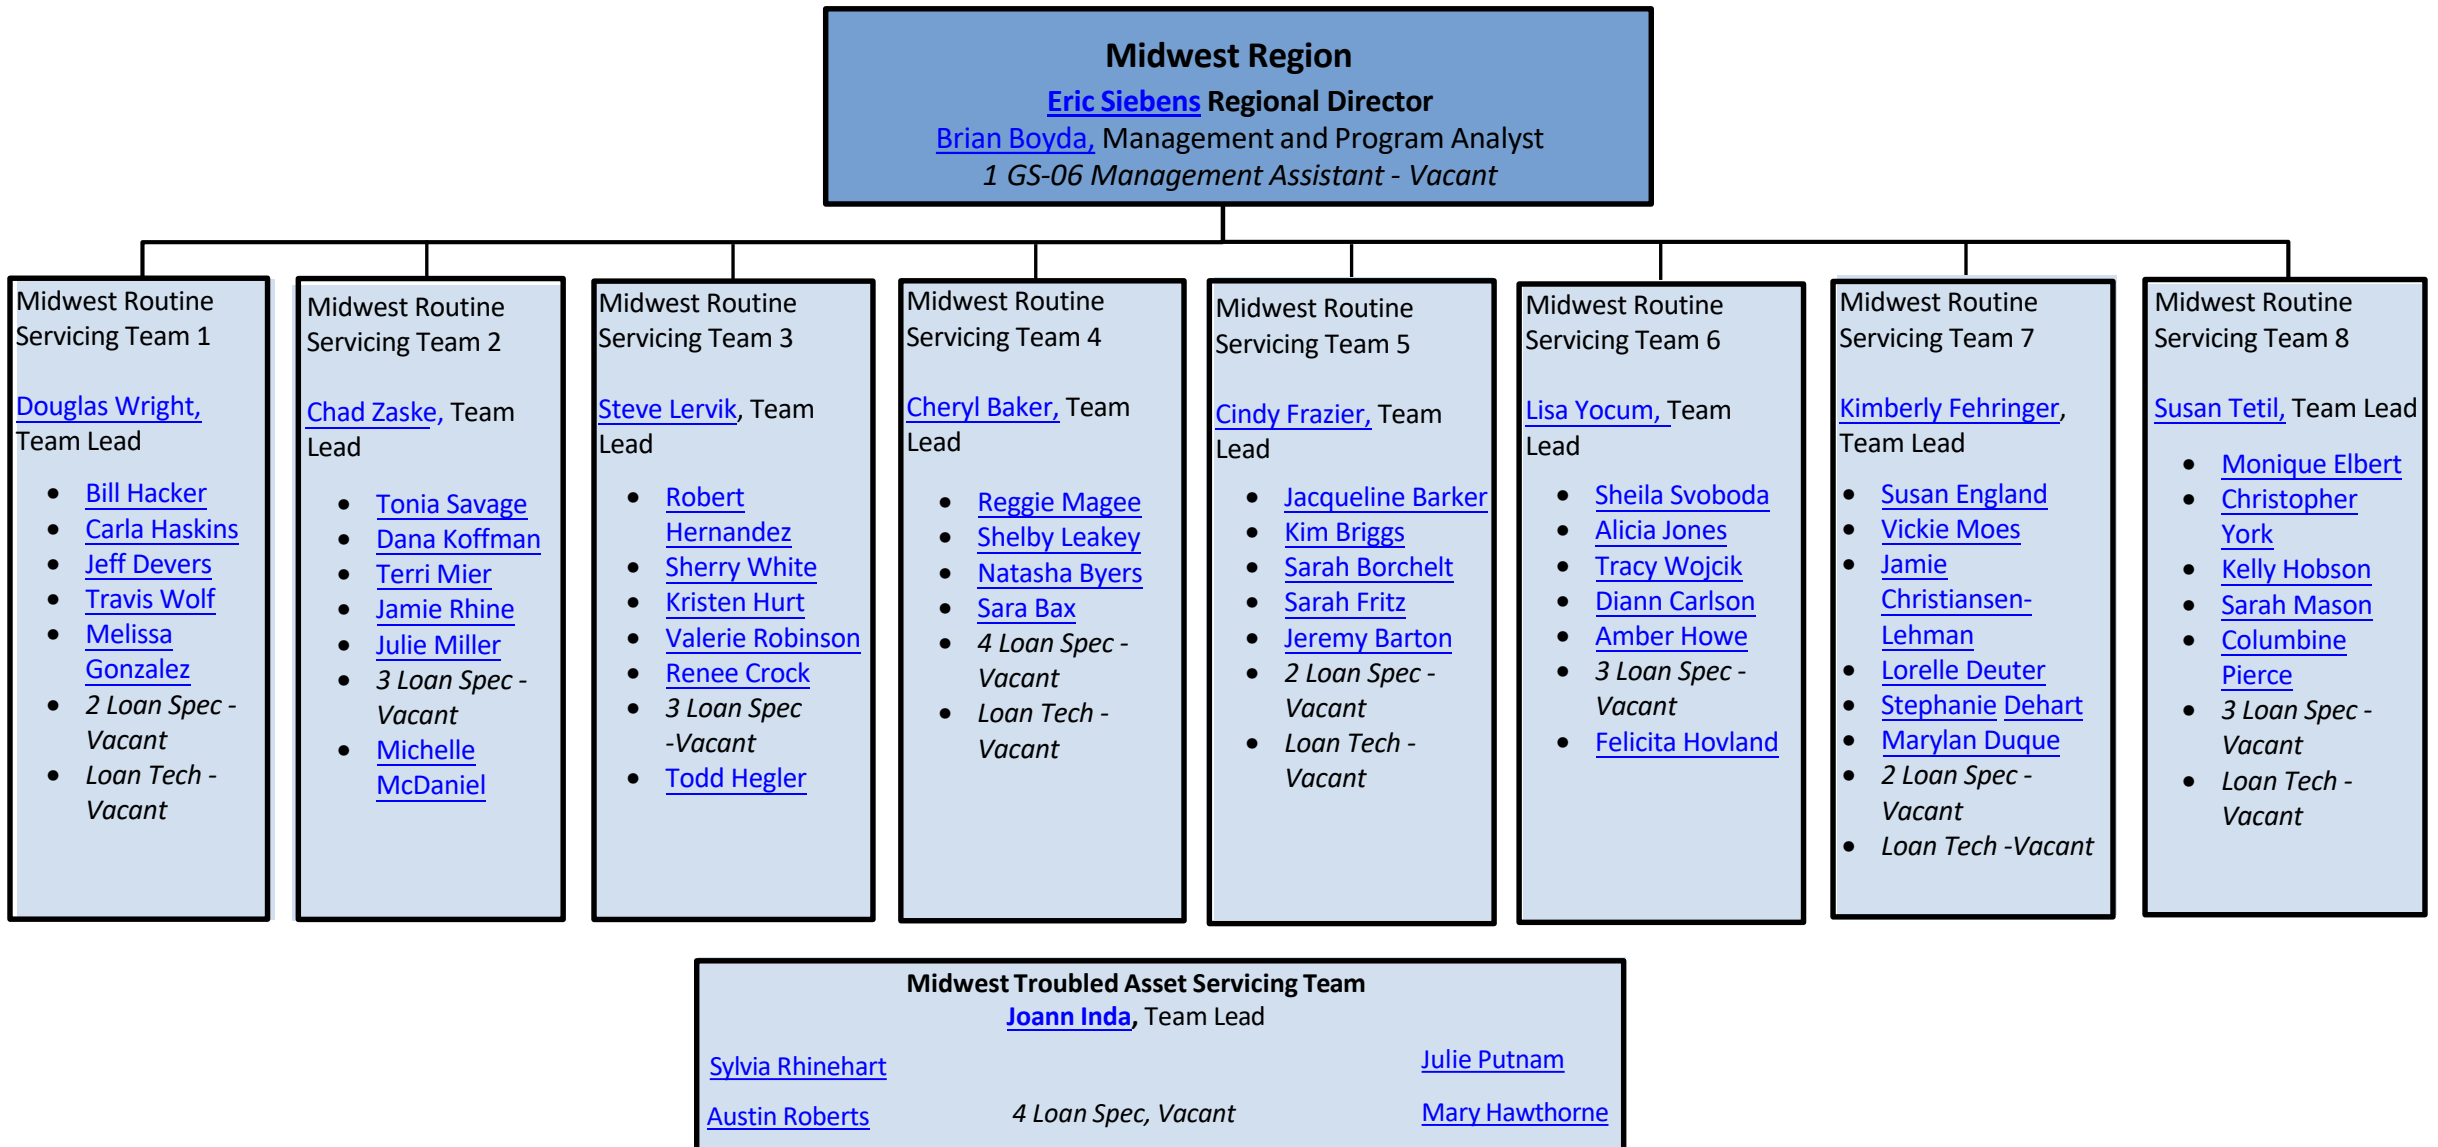 Midwest Region
Eric Siebens Regional Director
Brian Boyda, Management and Program Analyst
1 GS-06 Management Assistant - Vacant
Midwest Routine
Servicing Team 1
Douglas Wright,
Team Lead
• Bill Hacker
• Carla Haskins
• Jeff Devers
• Travis Wolf
• Melissa
Gonzalez
• 2 Loan Spec -
Vacant
• Loan Tech -
Vacant
Midwest Routine
Servicing Team 2
Chad Zaske, Team
Lead
• Tonia Savage
• Dana Koffman
• Terri Mier
• Jamie Rhine
• Julie Miller
• 3 Loan Spec -
Vacant
• Michelle
McDaniel
Midwest Routine
Servicing Team 3
Steve Lervik, Team
Lead
• Robert
Hernandez
• Sherry White
• Kristen Hurt
• Valerie Robinson
• Renee Crock
• 3 Loan Spec
-Vacant
• Todd Hegler
Midwest Routine
Servicing Team 4
Cheryl Baker, Team
Lead
• Reggie Magee
• Shelby Leakey
• Natasha Byers
• Sara Bax
• 4 Loan Spec -
Vacant
• Loan Tech -
Vacant
Midwest Routine
Servicing Team 5
Cindy Frazier, Team
Lead
• Jacqueline Barker
• Kim Briggs
• Sarah Borchelt
• Sarah Fritz
• Jeremy Barton
• 2 Loan Spec -
Vacant
• Loan Tech -
Vacant
Midwest Routine
Servicing Team 6
Lisa Yocum, Team
Lead
• Sheila Svoboda
• Alicia Jones
• Tracy Wojcik
• Diann Carlson
• Amber Howe
• 3 Loan Spec -
Vacant
• Felicita Hovland
Midwest Routine
Servicing Team 7
Kimberly Fehringer,
Team Lead
• Susan England
• Vickie Moes
• Jamie
Christiansen-
Lehman
• Lorelle Deuter
• Stephanie Dehart
• Marylan Duque
• 2 Loan Spec -
Vacant
• Loan Tech -Vacant
Midwest Routine
Servicing Team 8
Susan Tetil, Team Lead
• Monique Elbert
• Christopher
York
• Kelly Hobson
• Sarah Mason
• Columbine
Pierce
• 3 Loan Spec -
Vacant
• Loan Tech -
Vacant
Midwest Troubled Asset Servicing Team
Joann Inda, Team Lead
Sylvia Rhinehart
Julie Putnam
Austin Roberts
4 Loan Spec, Vacant
Mary Hawthorne